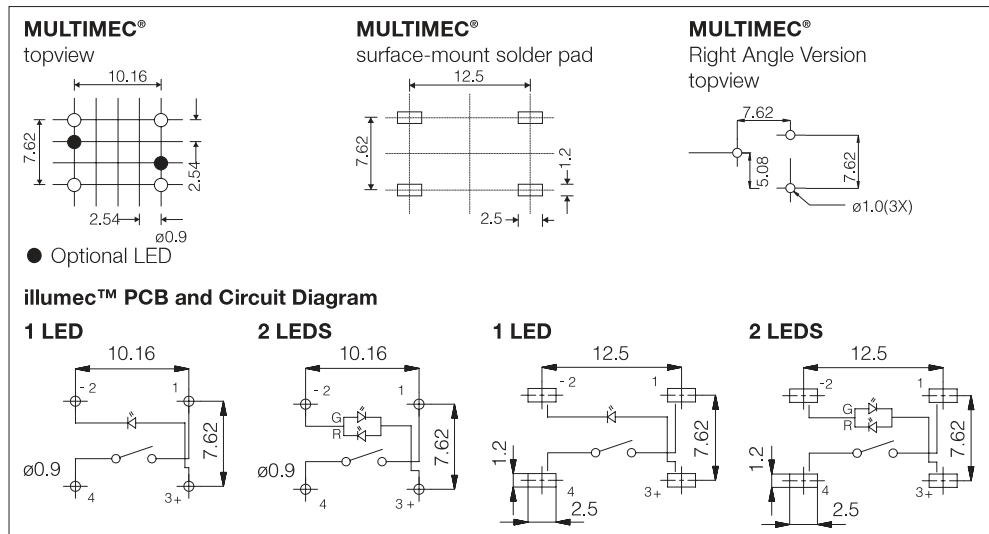 MULTIMEC®
topview
10.16
7.62
2.54
2.54
ø0.9
● Optional LED
MULTIMEC®
surface-mount solder pad
12.5
7.62
1.2
2.5
MULTIMEC®
Right Angle Version
topview
7.62
5.08
7.62
ø1.0(3X)
illumec™ PCB and Circuit Diagram
1 LED
10.16
- 2
1
7.62
ø0.9
4
3+
2 LEDS
10.16
- 2
1
G
R
7.62
ø0.9
4
3+
1 LED
12.5
- 2
1
7.62
1.2
4
3+
2.5
2 LEDS
12.5
-2
1
G
R
7.62
1.2
4
3+
2.5